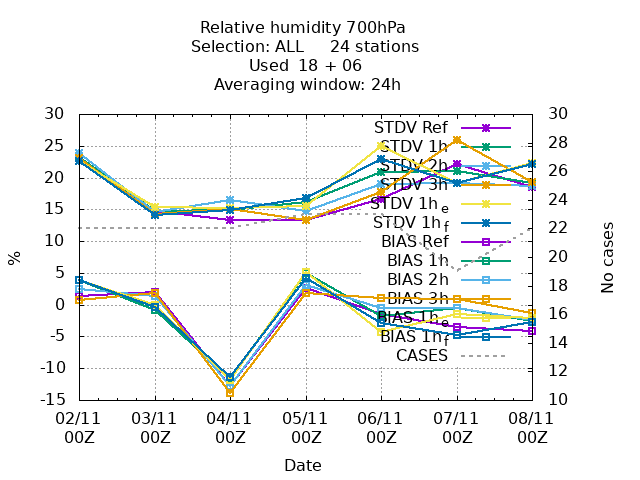 Relative humidity 700hPa
Selection: ALL 24 stations
Used 18 + 06
Averaging window: 24h
30
25
20
15
10
5
0
-5
-10
-15
%
30
28
26
24
22
20
18
16
14
12
10
No cases
STDV Ref
STDV 1h
STDV 2h
STDV 3h
STDV 1h e
STDV 1h f
BIAS Ref
BIAS 1h
BIAS 2h
BIAS 3h
BIAS 1h e
BIAS 1h f
CASES
02/11 03/11 04/11 05/11 06/11 07/11 08/11
00Z 00Z 00Z 00Z 00Z 00Z 00Z
Date